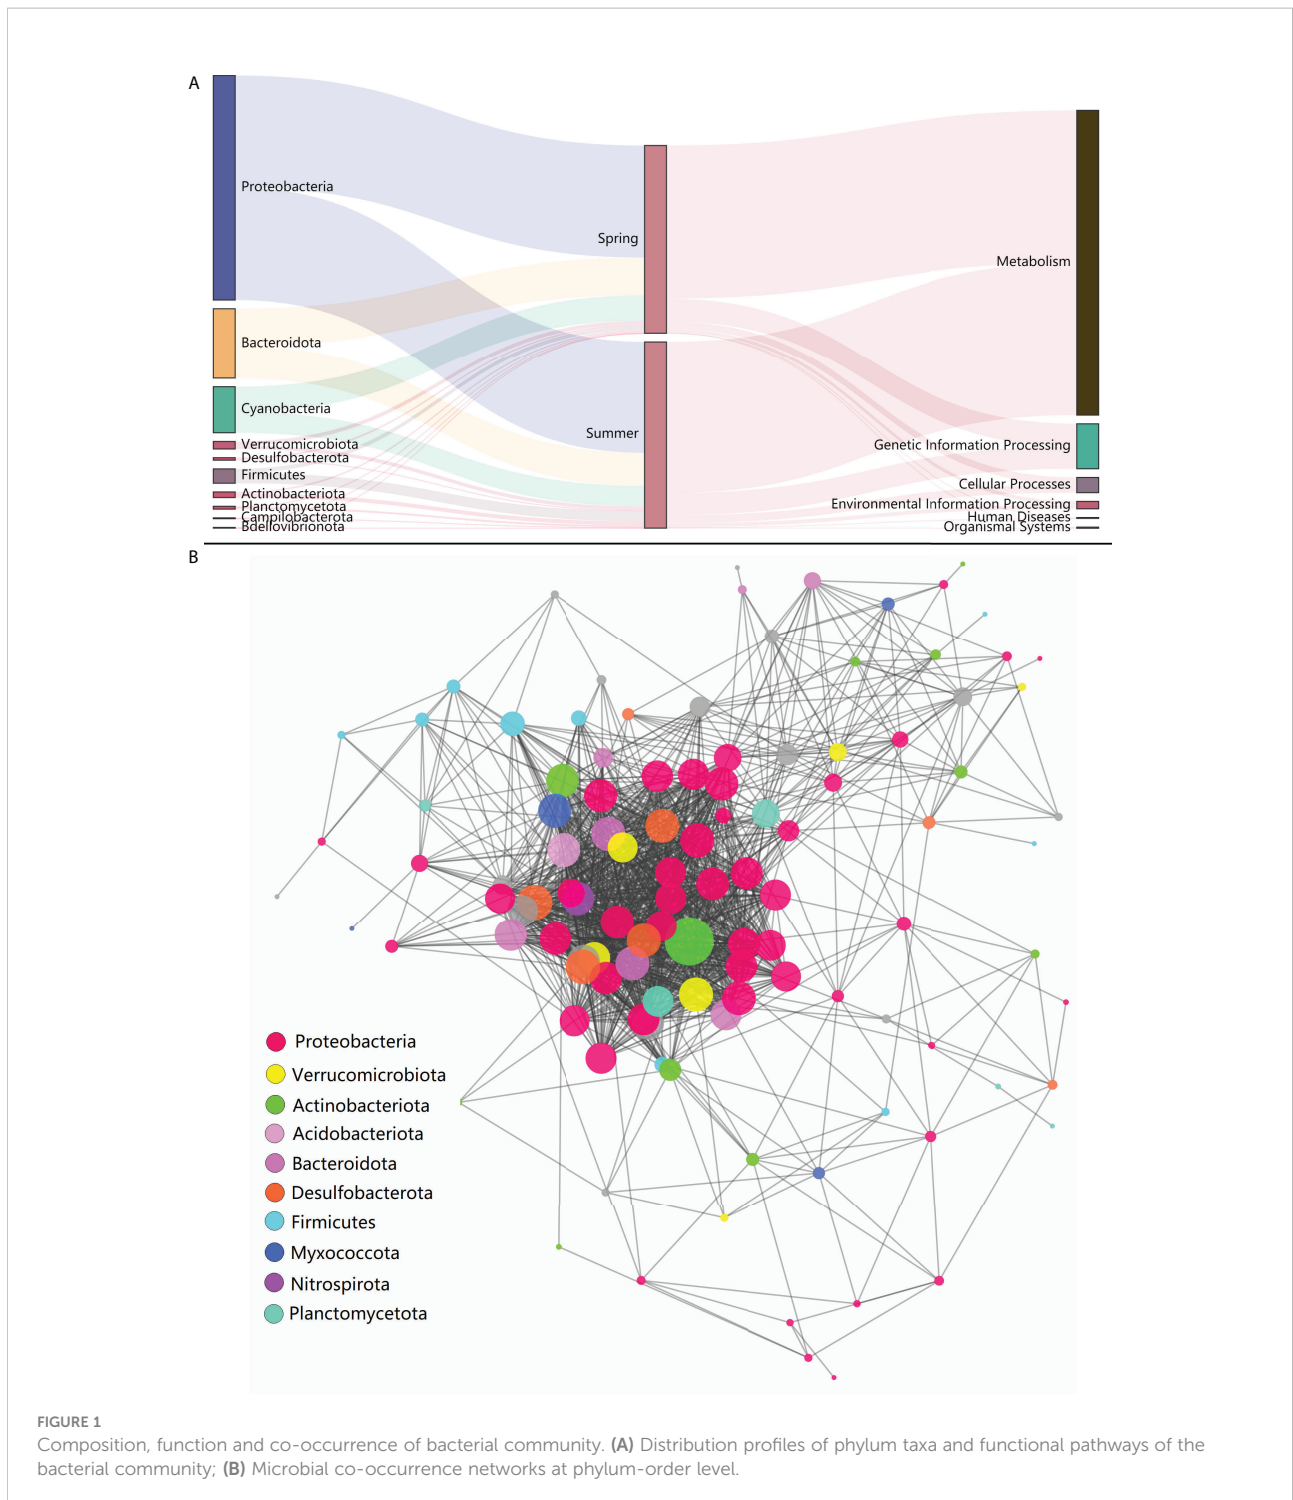 A
Proteobacteria
Bacteroidota
Cyanobacteria
Verrucomicrobiota
Desulfobacterota
Firmicutes
Actinobacteriota
Planctomycetota
Campilobacterota
Bdellovibrionota
Spring
Summer
Metabolism
Genetic Information Processing
Cellular Processes
Environmental Information Processing
Human Diseases
Organismal Systems
B
Proteobacteria
Verrucomicrobiota
Actinobacteriota
Acidobacteriota
Bacteroidota
Desulfobacterota
Firmicutes
Myxococcota
Nitrospirota
Planctomycetota
FIGURE 1
Composition, function and co-occurrence of bacterial community. (A) Distribution profiles of phylum taxa and functional pathways of the
bacterial community; (B) Microbial co-occurrence networks at phylum-order level.